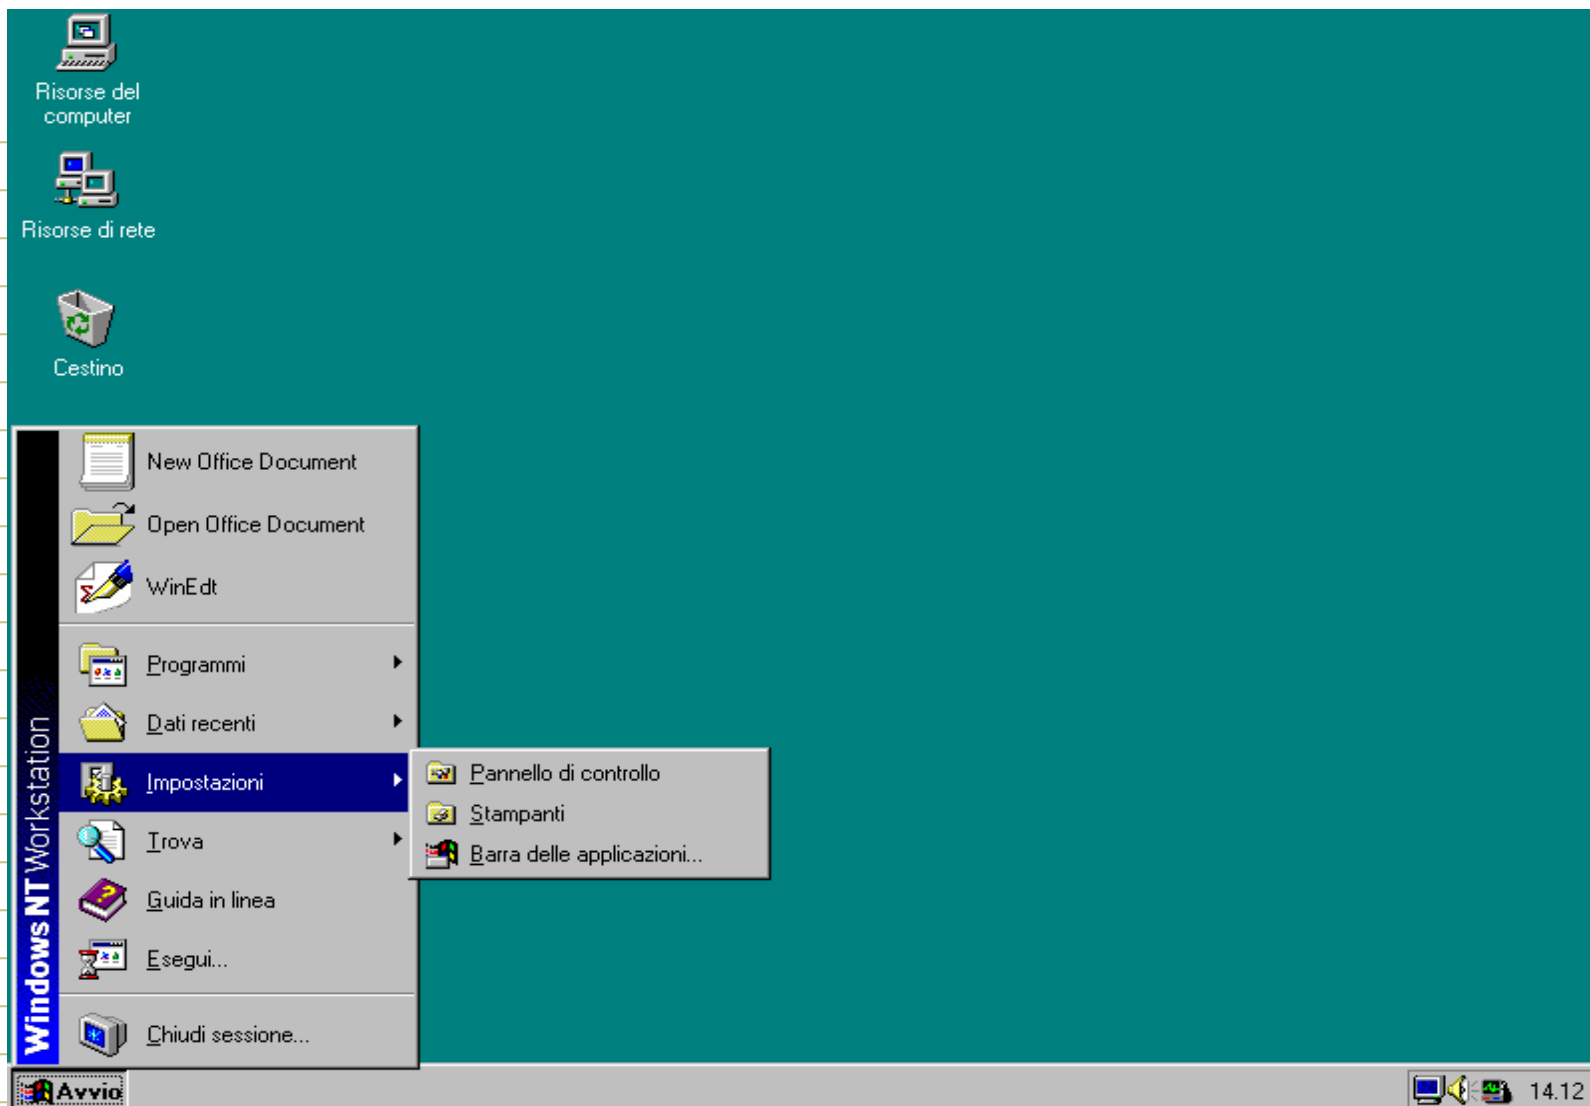 Risorse del
computer
Risorse di rete
Cestino
New Office Document
Open Office Document
WinEdt
Programmi
Dati recenti
Impostazioni
Trova
Guida in linea
Esegui...
Chiudi sessione...
Windows NT Workstation
Pannello di controllo
Stampanti
Barra delle applicazioni...
Avvio
14.12